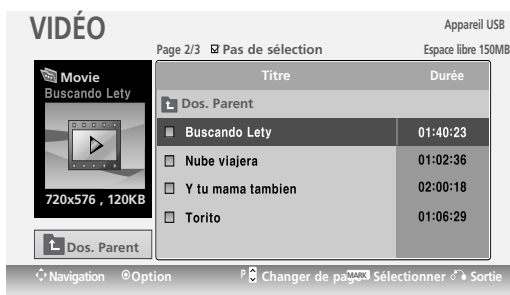 VIDÉO
Appareil USB
Page 2/3 Pas de sélection
Espace libre 150MB
Movie
Buscando Lety
720x576 , 120KB
Dos. Parent
Titre Durée
Dos. Parent
Buscando Lety 01:40:23
Nube viajera 01:02:36
Y tu mama tambien 02:00:18
Torito 01:06:29
Navigation Option P Changer de page MARK Sélectionner Sortie